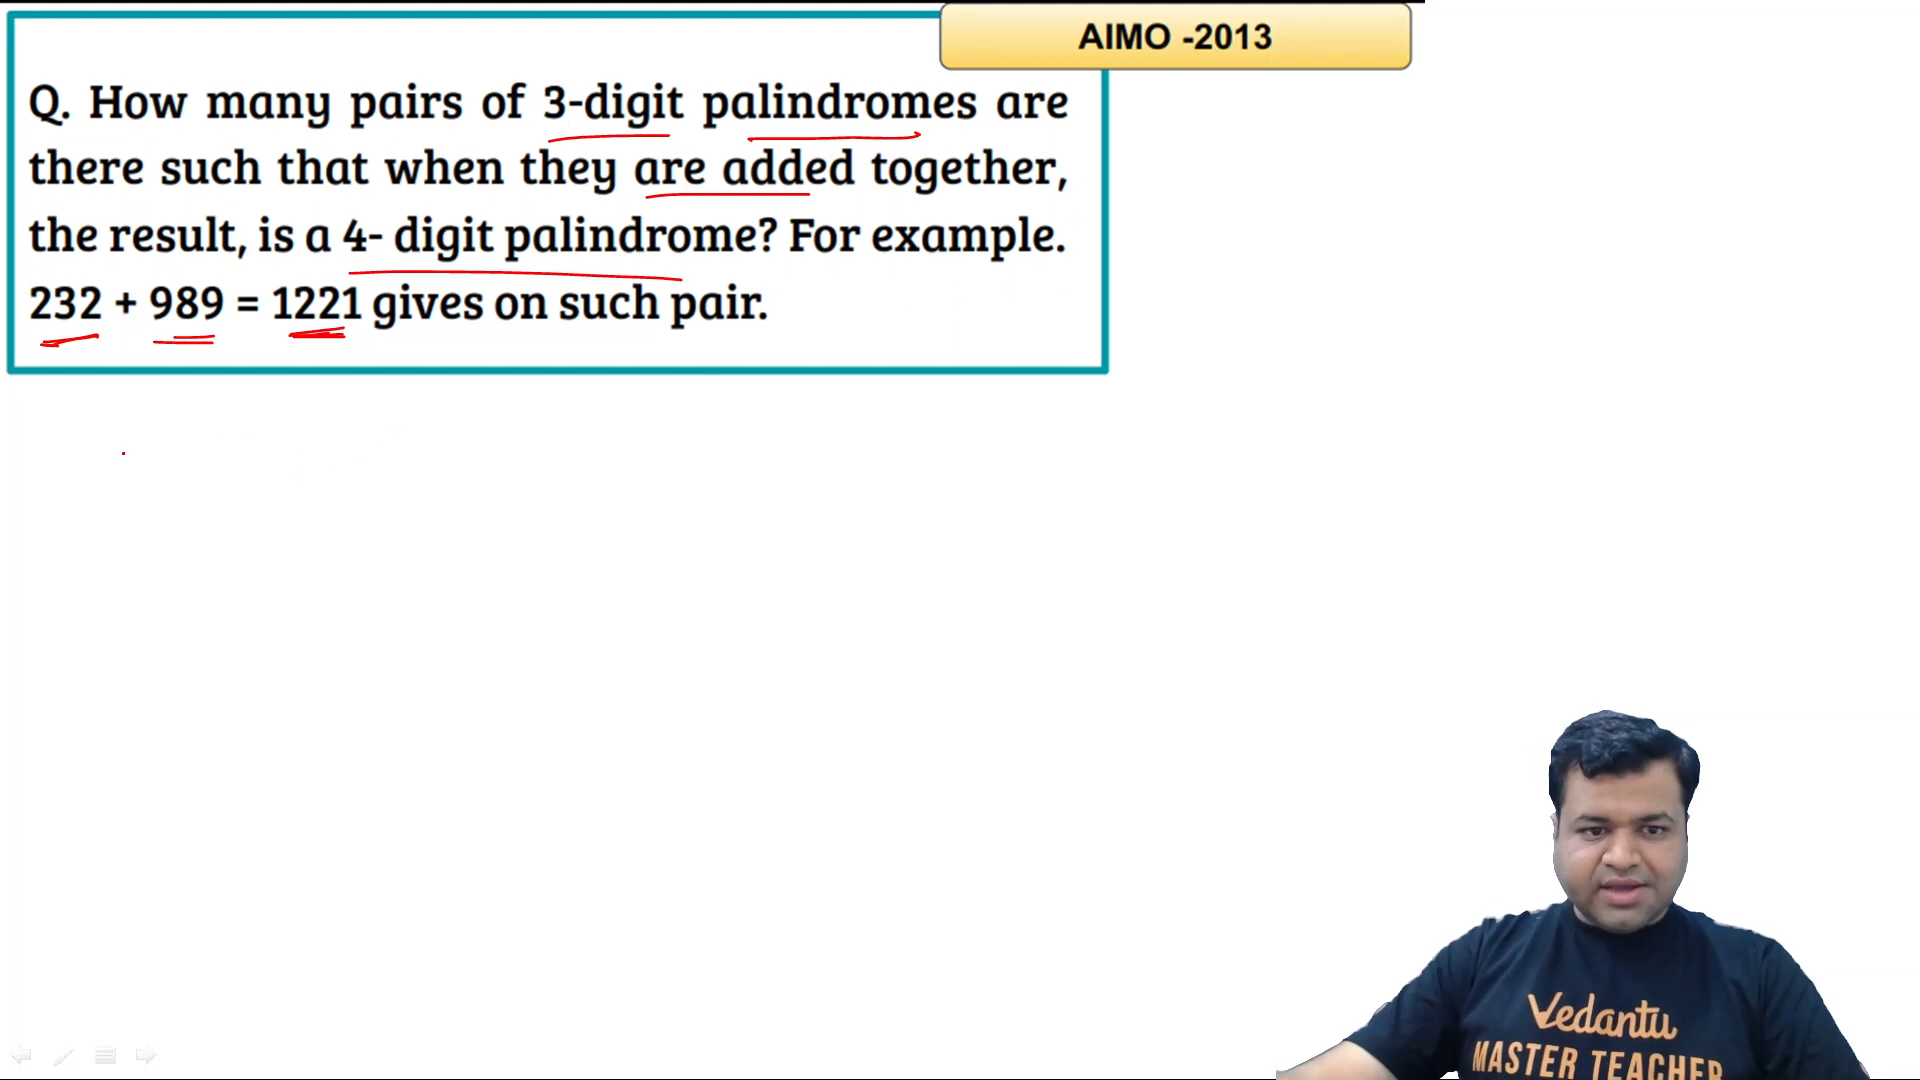 AIMO -2013
Q. How many pairs of 3-digit palindromes are
there such that when they are added together,
the result, is a 4- digit palindrome? For example.
232 + 989 = 1221 gives on such pair.
Vedantu
MASTER TEACHER